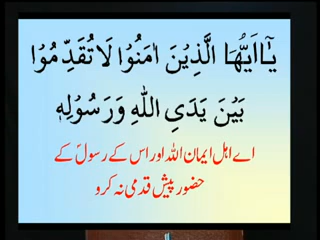 يٰۤاَيُّهَا الَّذِيْنَ اٰمَنُوْا لَا تُقَدِّمُوْا
بَيْنَ يَدَيِ اللّٰهِ وَ رَسُوْلِهٖ
اے اہل ایمان اللہ اور اس کے رسولؐ کے
حضور پیش قدمی نہ کرو